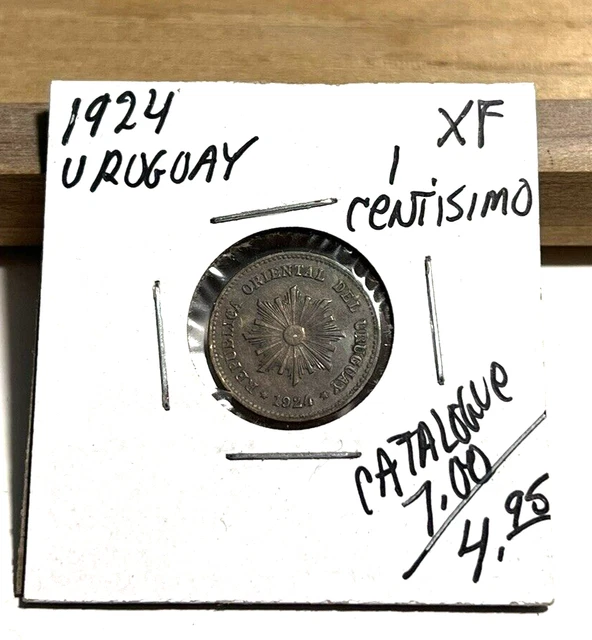 1924
URUGUAY
XF
1
CENTISIMO
REPUBLICA ORIENTAL DEL URUGUAY
★ 1924 ★
CATALOGUE
7.00
4.95